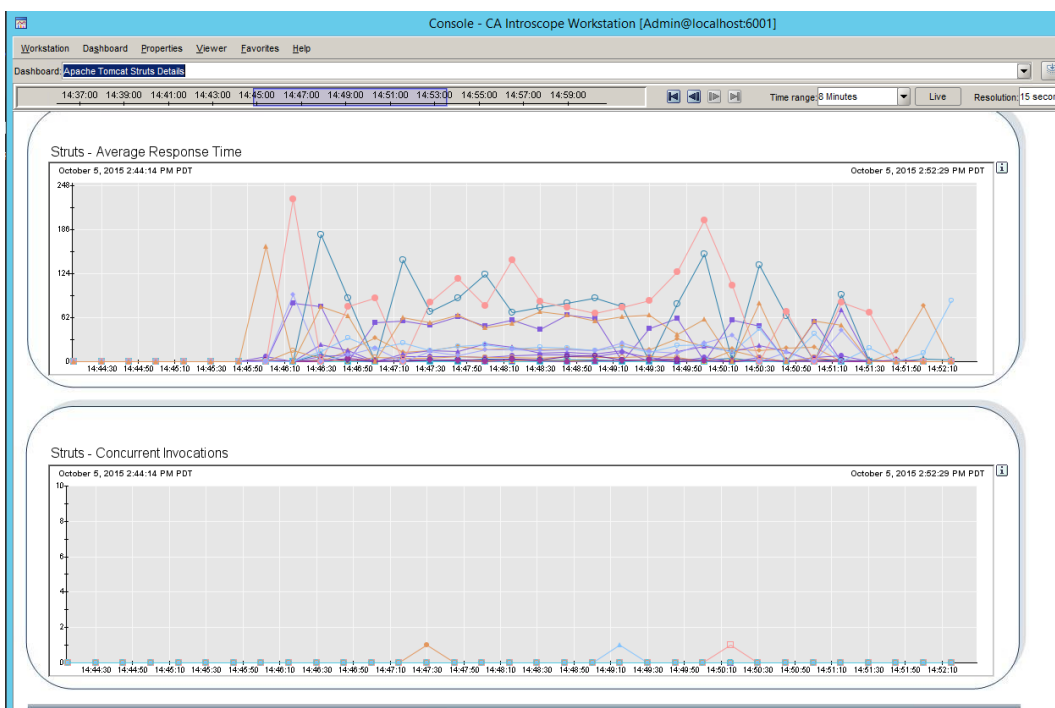 Console - CA Introscope Workstation [Admin@localhost:6001]
Workstation Dashboard Properties Viewer Favorites Help
Dashboard: Apache Tomcat Struts Details
14:37:00 14:39:00 14:41:00 14:43:00 14:45:00 14:47:00 14:49:00 14:51:00 14:53:00 14:55:00 14:57:00 14:59:00 Time range: 8 Minutes Live Resolution: 15 secon
Struts - Average Response Time
October 5, 2015 2:44:14 PM PDT October 5, 2015 2:52:29 PM PDT
248
186
124
62
0
14:44:30 14:44:50 14:45:10 14:45:30 14:45:50 14:46:10 14:46:30 14:46:50 14:47:10 14:47:30 14:47:50 14:48:10 14:48:30 14:48:50 14:49:10 14:49:30 14:49:50 14:50:10 14:50:30 14:50:50 14:51:10 14:51:30 14:51:50 14:52:10
Struts - Concurrent Invocations
October 5, 2015 2:44:14 PM PDT October 5, 2015 2:52:29 PM PDT
10
8
6
4
2
0
14:44:30 14:44:50 14:45:10 14:45:30 14:45:50 14:46:10 14:46:30 14:46:50 14:47:10 14:47:30 14:47:50 14:48:10 14:48:30 14:48:50 14:49:10 14:49:30 14:49:50 14:50:10 14:50:30 14:50:50 14:51:10 14:51:30 14:51:50 14:52:10